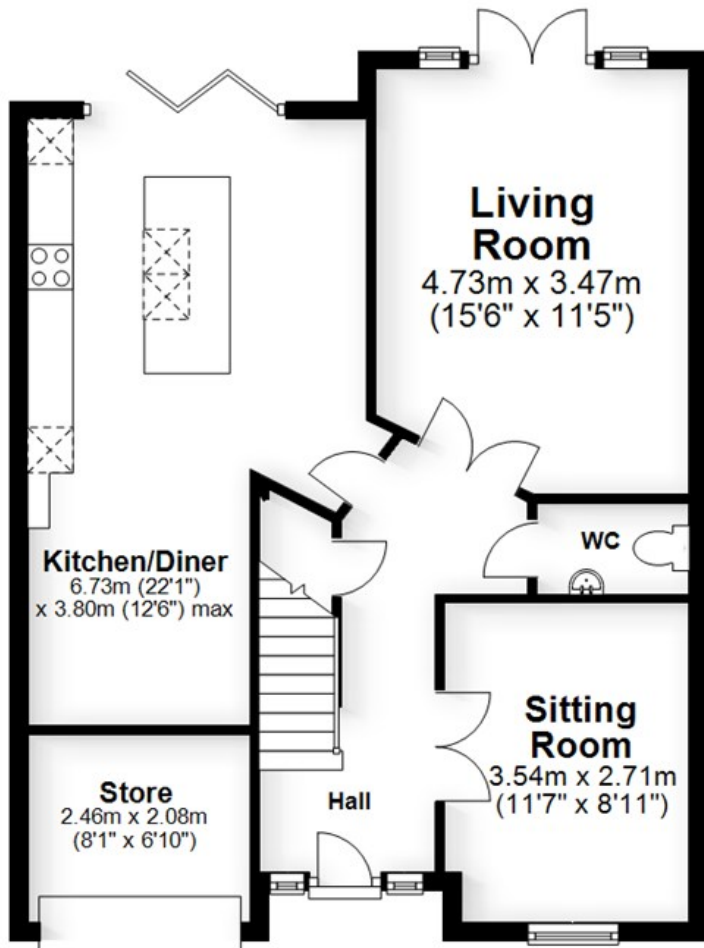 Living
Room
4.73m x 3.47m
(15'6" x 11'5")
Kitchen/Diner
6.73m (22'1")
x 3.80m (12'6") max
WC
Sitting
Room
3.54m x 2.71m
(11'7" x 8'11")
Store
2.46m x 2.08m
(8'1" x 6'10")
Hall